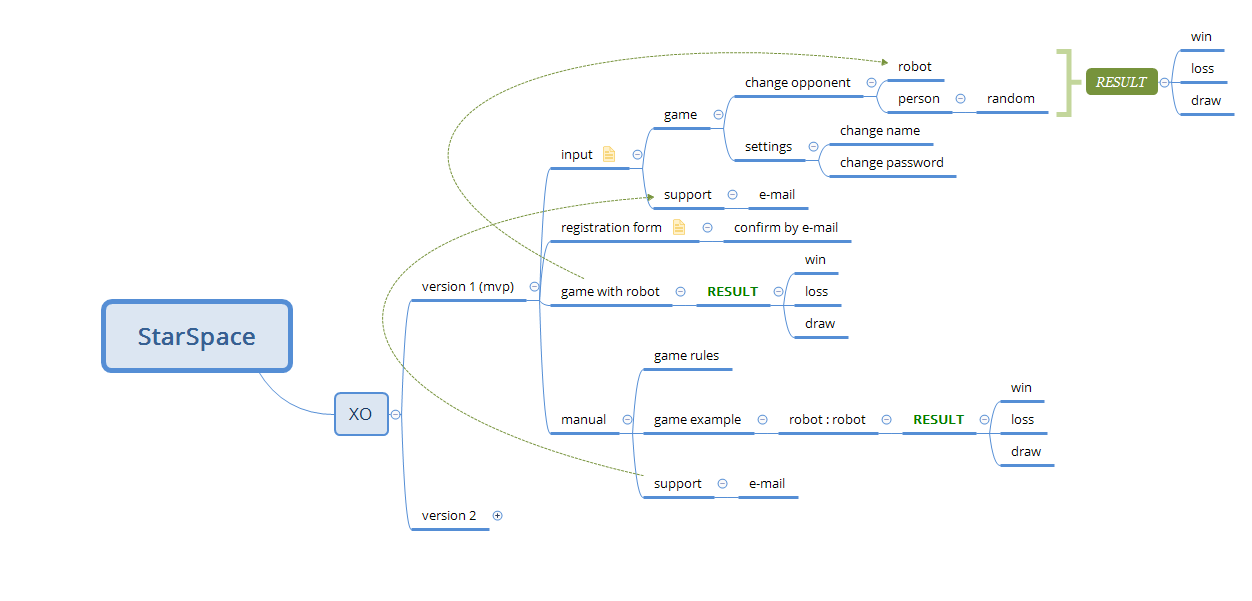 StarSpace
XO
version 1 (mvp)
input
game
change opponent
robot
person
random
RESULT
win
loss
draw
settings
change name
change password
support
e-mail
registration form
confirm by e-mail
game with robot
RESULT
win
loss
draw
manual
game rules
game example
robot : robot
RESULT
win
loss
draw
support
e-mail
version 2